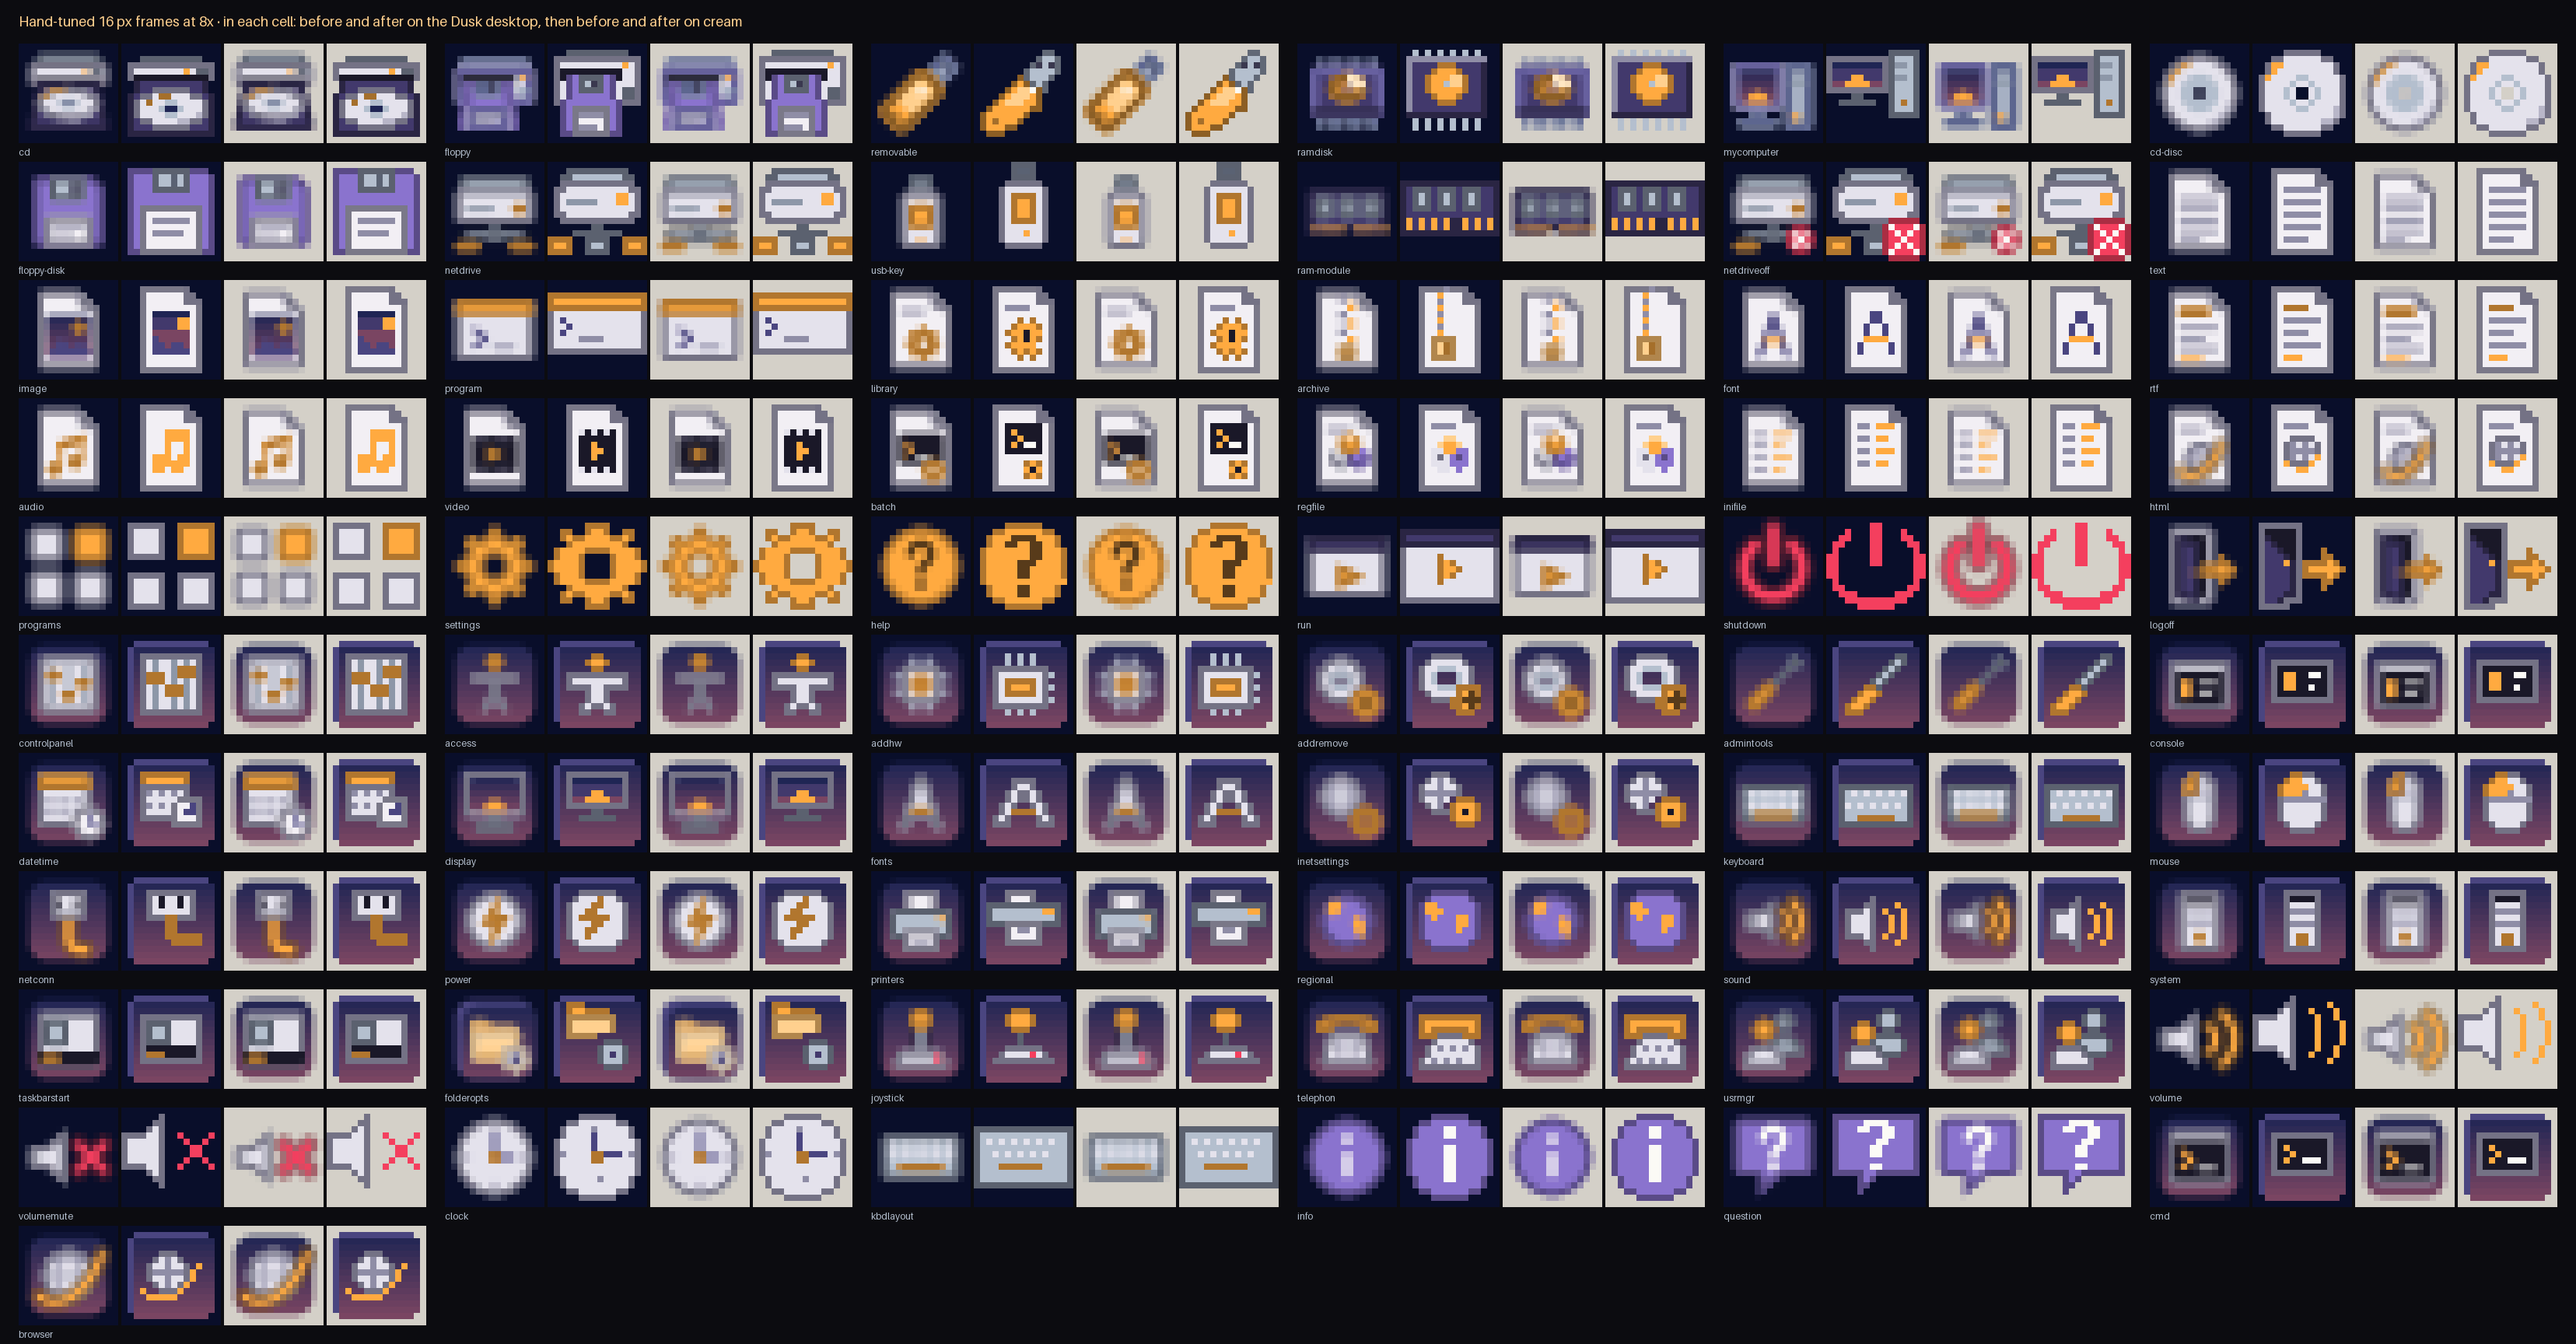 Hand-tuned 16 px frames at 8x · in each cell: before and after on the Dusk desktop, then before and after on cream
cd floppy removable ramdisk mycomputer cd-disc
floppy-disk netdrive usb-key ram-module netdriveoff text
image program library archive font rtf
audio video batch regfile inifile html
programs settings help run shutdown logoff
controlpanel access addhw addremove admintools console
datetime display fonts inetsettings keyboard mouse
netconn power printers regional sound system
taskbarstart folderopts joystick telephon usrmgr volume
volumemute clock kbdlayout info question cmd
browser